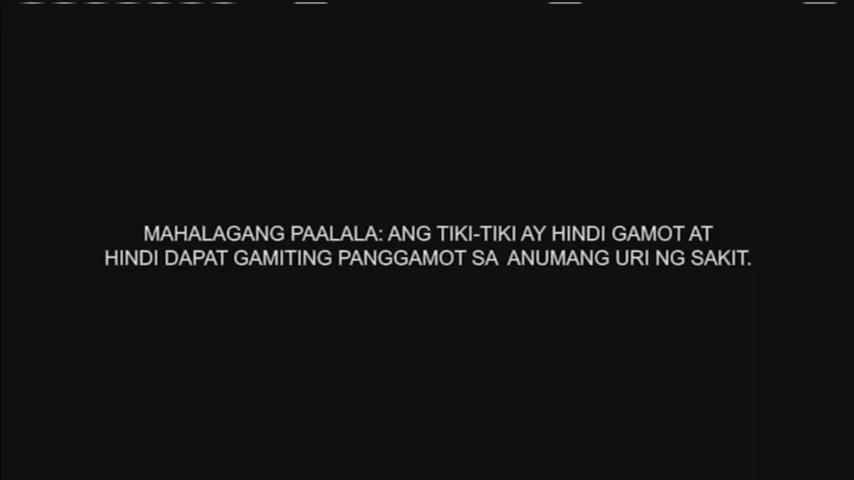 MAHALAGANG PAALALA: ANG TIKI-TIKI AY HINDI GAMOT AT
HINDI DAPAT GAMITING PANGGAMOT SA ANUMANG URI NG SAKIT.